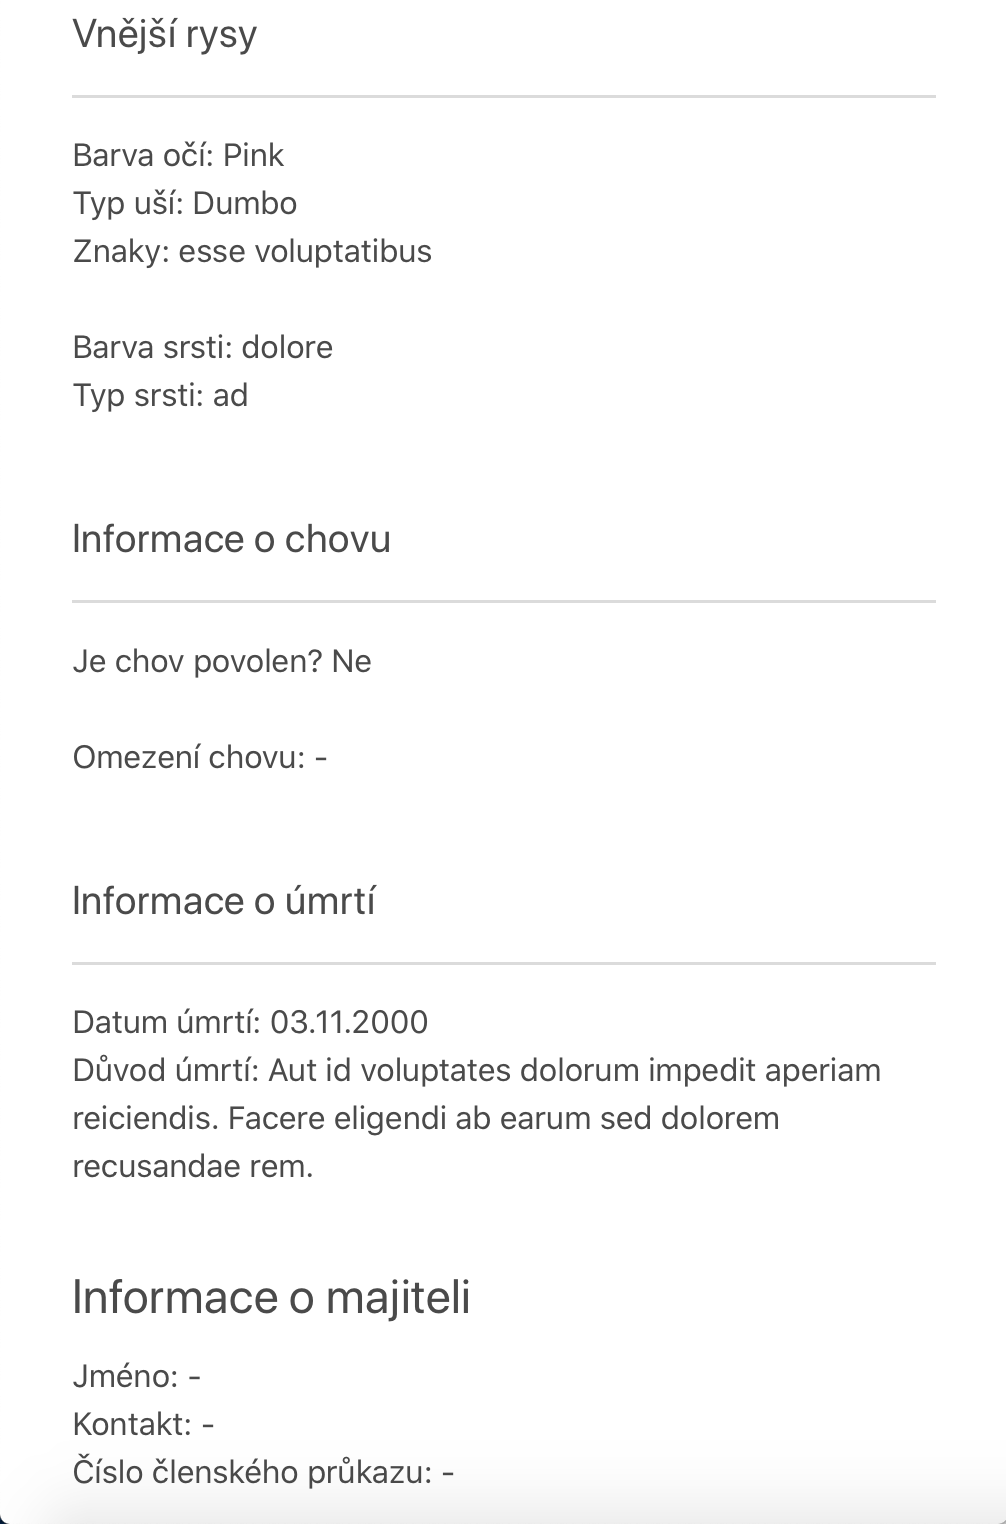 Vnější rysy
Barva očí: Pink
Typ uší: Dumbo
Znaky: esse voluptatibus
Barva srsti: dolore
Typ srsti: ad
Informace o chovu
Je chov povolen? Ne
Omezení chovu: -
Informace o úmrtí
Datum úmrtí: 03.11.2000
Důvod úmrtí: Aut id voluptates dolorum impedit aperiam
reiciendis. Facere eligendi ab earum sed dolorem
recusandae rem.
Informace o majiteli
Jméno: -
Kontakt: -
Číslo členského průkazu: -